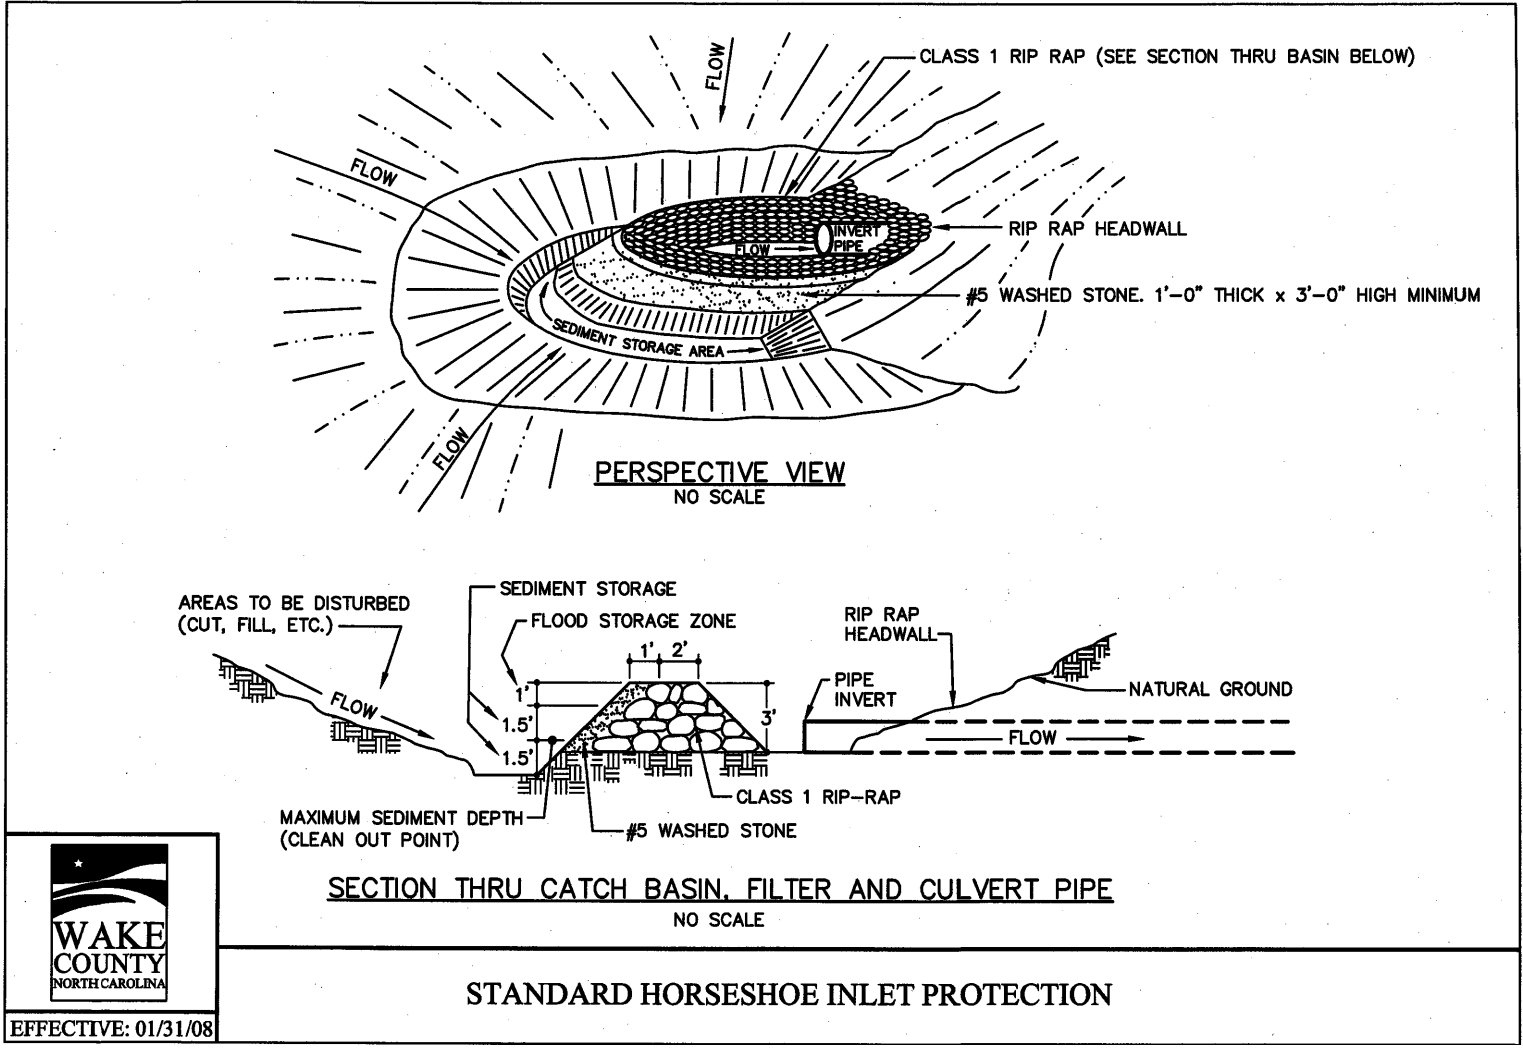 CLASS 1 RIP RAP (SEE SECTION THRU BASIN BELOW)
FLOW
FLOW
INVERT
PIPE
FLOW
RIP RAP HEADWALL
#5 WASHED STONE. 1'-0" THICK x 3'-0" HIGH MINIMUM
SEDIMENT STORAGE AREA
FLOW
PERSPECTIVE VIEW
NO SCALE
SEDIMENT STORAGE
AREAS TO BE DISTURBED
(CUT, FILL, ETC.)
FLOOD STORAGE ZONE
RIP RAP
HEADWALL
1'
2'
PIPE
INVERT
NATURAL GROUND
1'
FLOW
1.5'
3'
1.5'
FLOW
CLASS 1 RIP-RAP
MAXIMUM SEDIMENT DEPTH
(CLEAN OUT POINT)
#5 WASHED STONE
SECTION THRU CATCH BASIN, FILTER AND CULVERT PIPE
NO SCALE
WAKE
COUNTY
NORTH CAROLINA
EFFECTIVE: 01/31/08
STANDARD HORSESHOE INLET PROTECTION